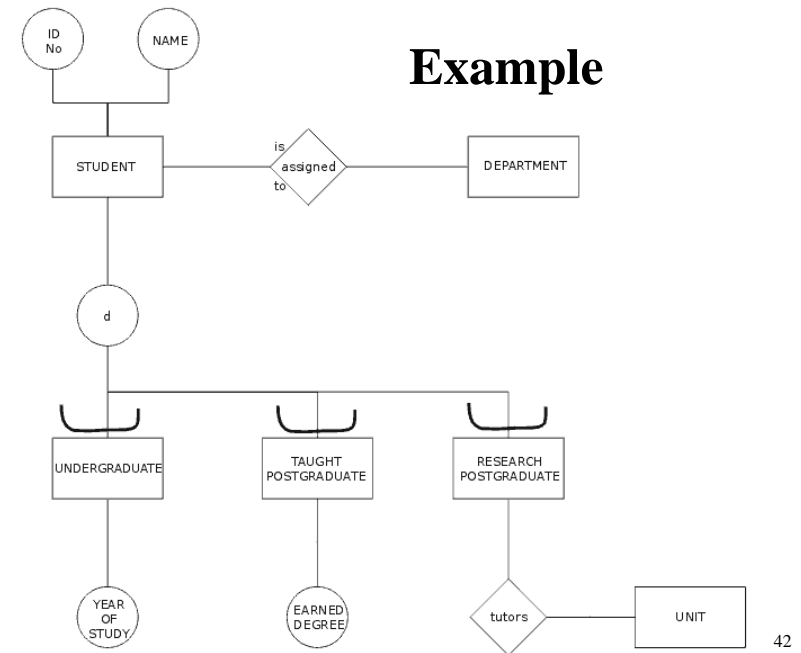 ID
No
NAME
Example
STUDENT
is
assigned
to
DEPARTMENT
d
UNDERGRADUATE
TAUGHT
POSTGRADUATE
RESEARCH
POSTGRADUATE
YEAR
OF
STUDY
EARNED
DEGREE
tutors
UNIT
42